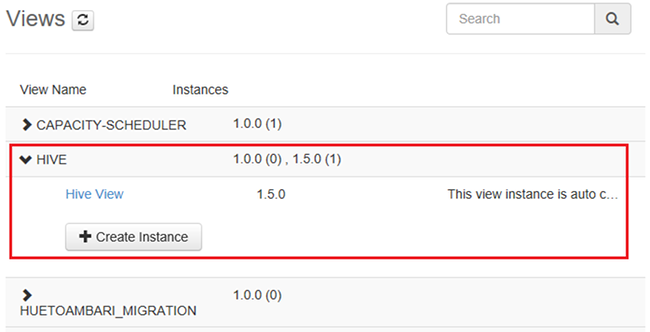 Views
Search
View Name Instances
CAPACITY-SCHEDULER 1.0.0 (1)
HIVE 1.0.0 (0) , 1.5.0 (1)
Hive View 1.5.0 This view instance is auto c...
Create Instance
HUETOAMBARI_MIGRATION 1.0.0 (0)